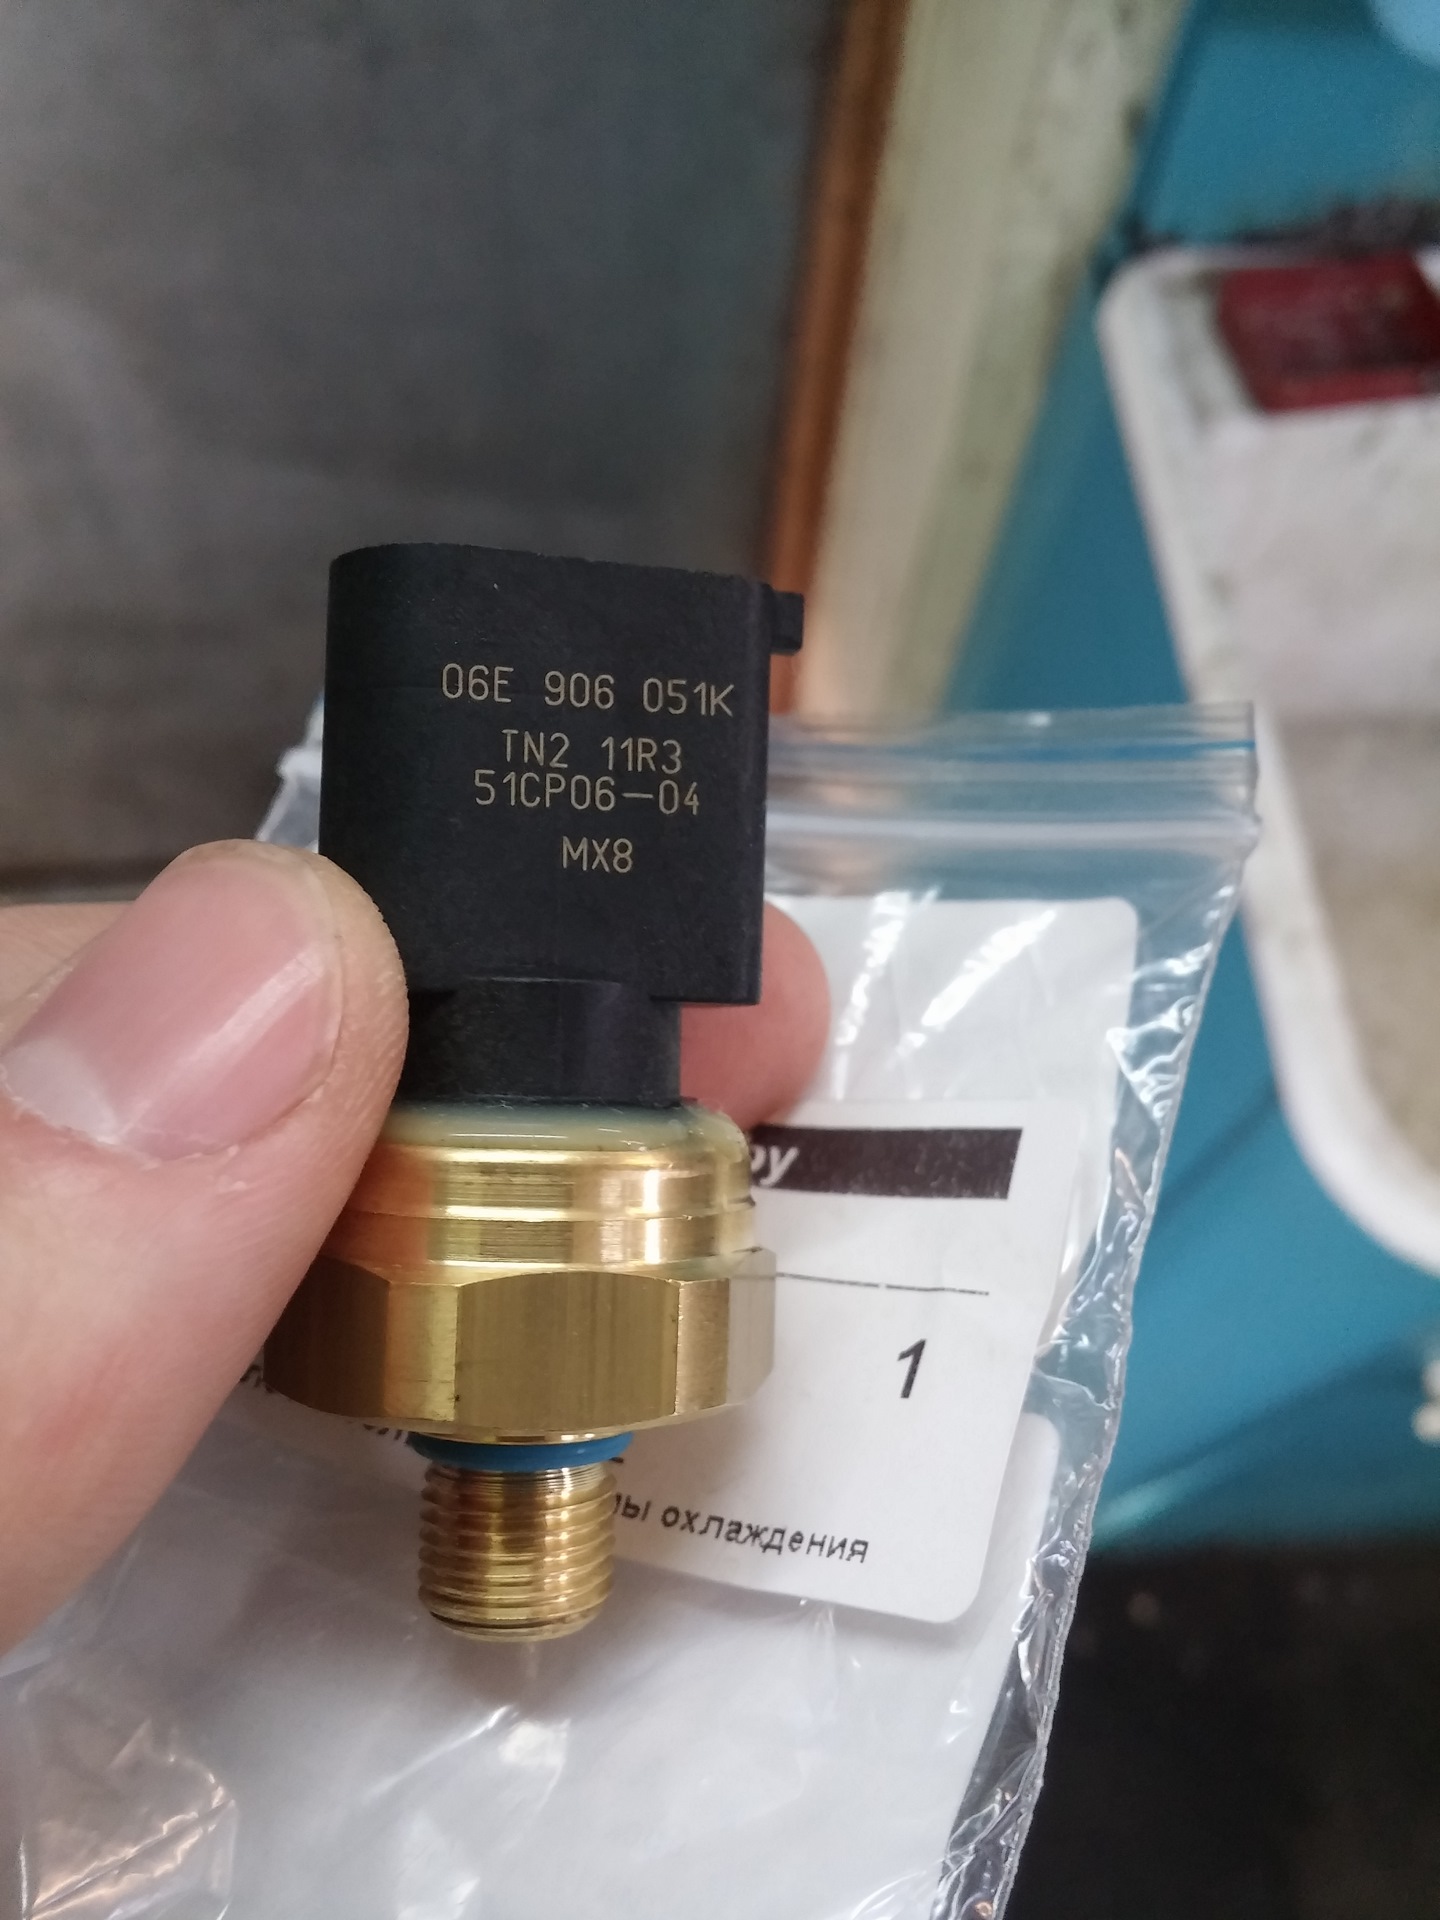 06E 906 051K
TN2 11R3
51CP06-04
MX8
1
охлаждения